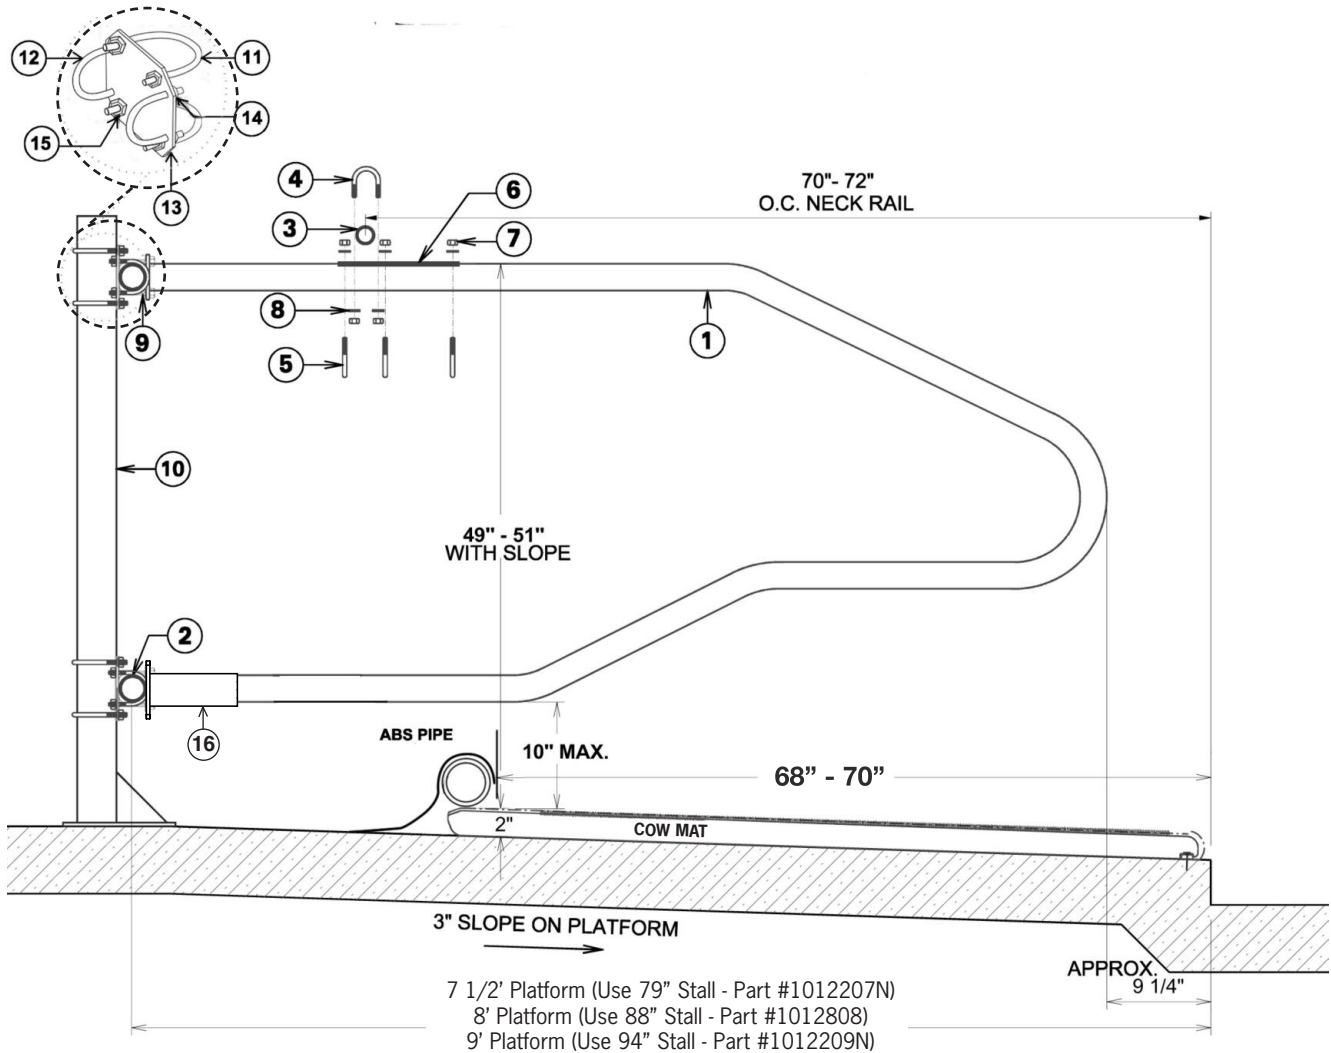 12
11
14
15
13
4
6
3
7
70"- 72"
O.C. NECK RAIL
8
9
5
1
10
49" - 51"
WITH SLOPE
2
16
ABS PIPE
10" MAX.
68” - 70”
2"
COW MAT
3" SLOPE ON PLATFORM
APPROX.
9 1/4"
7 1/2’ Platform (Use 79” Stall - Part #1012207N)
8’ Platform (Use 88” Stall - Part #1012808)
9’ Platform (Use 94” Stall - Part #1012209N)